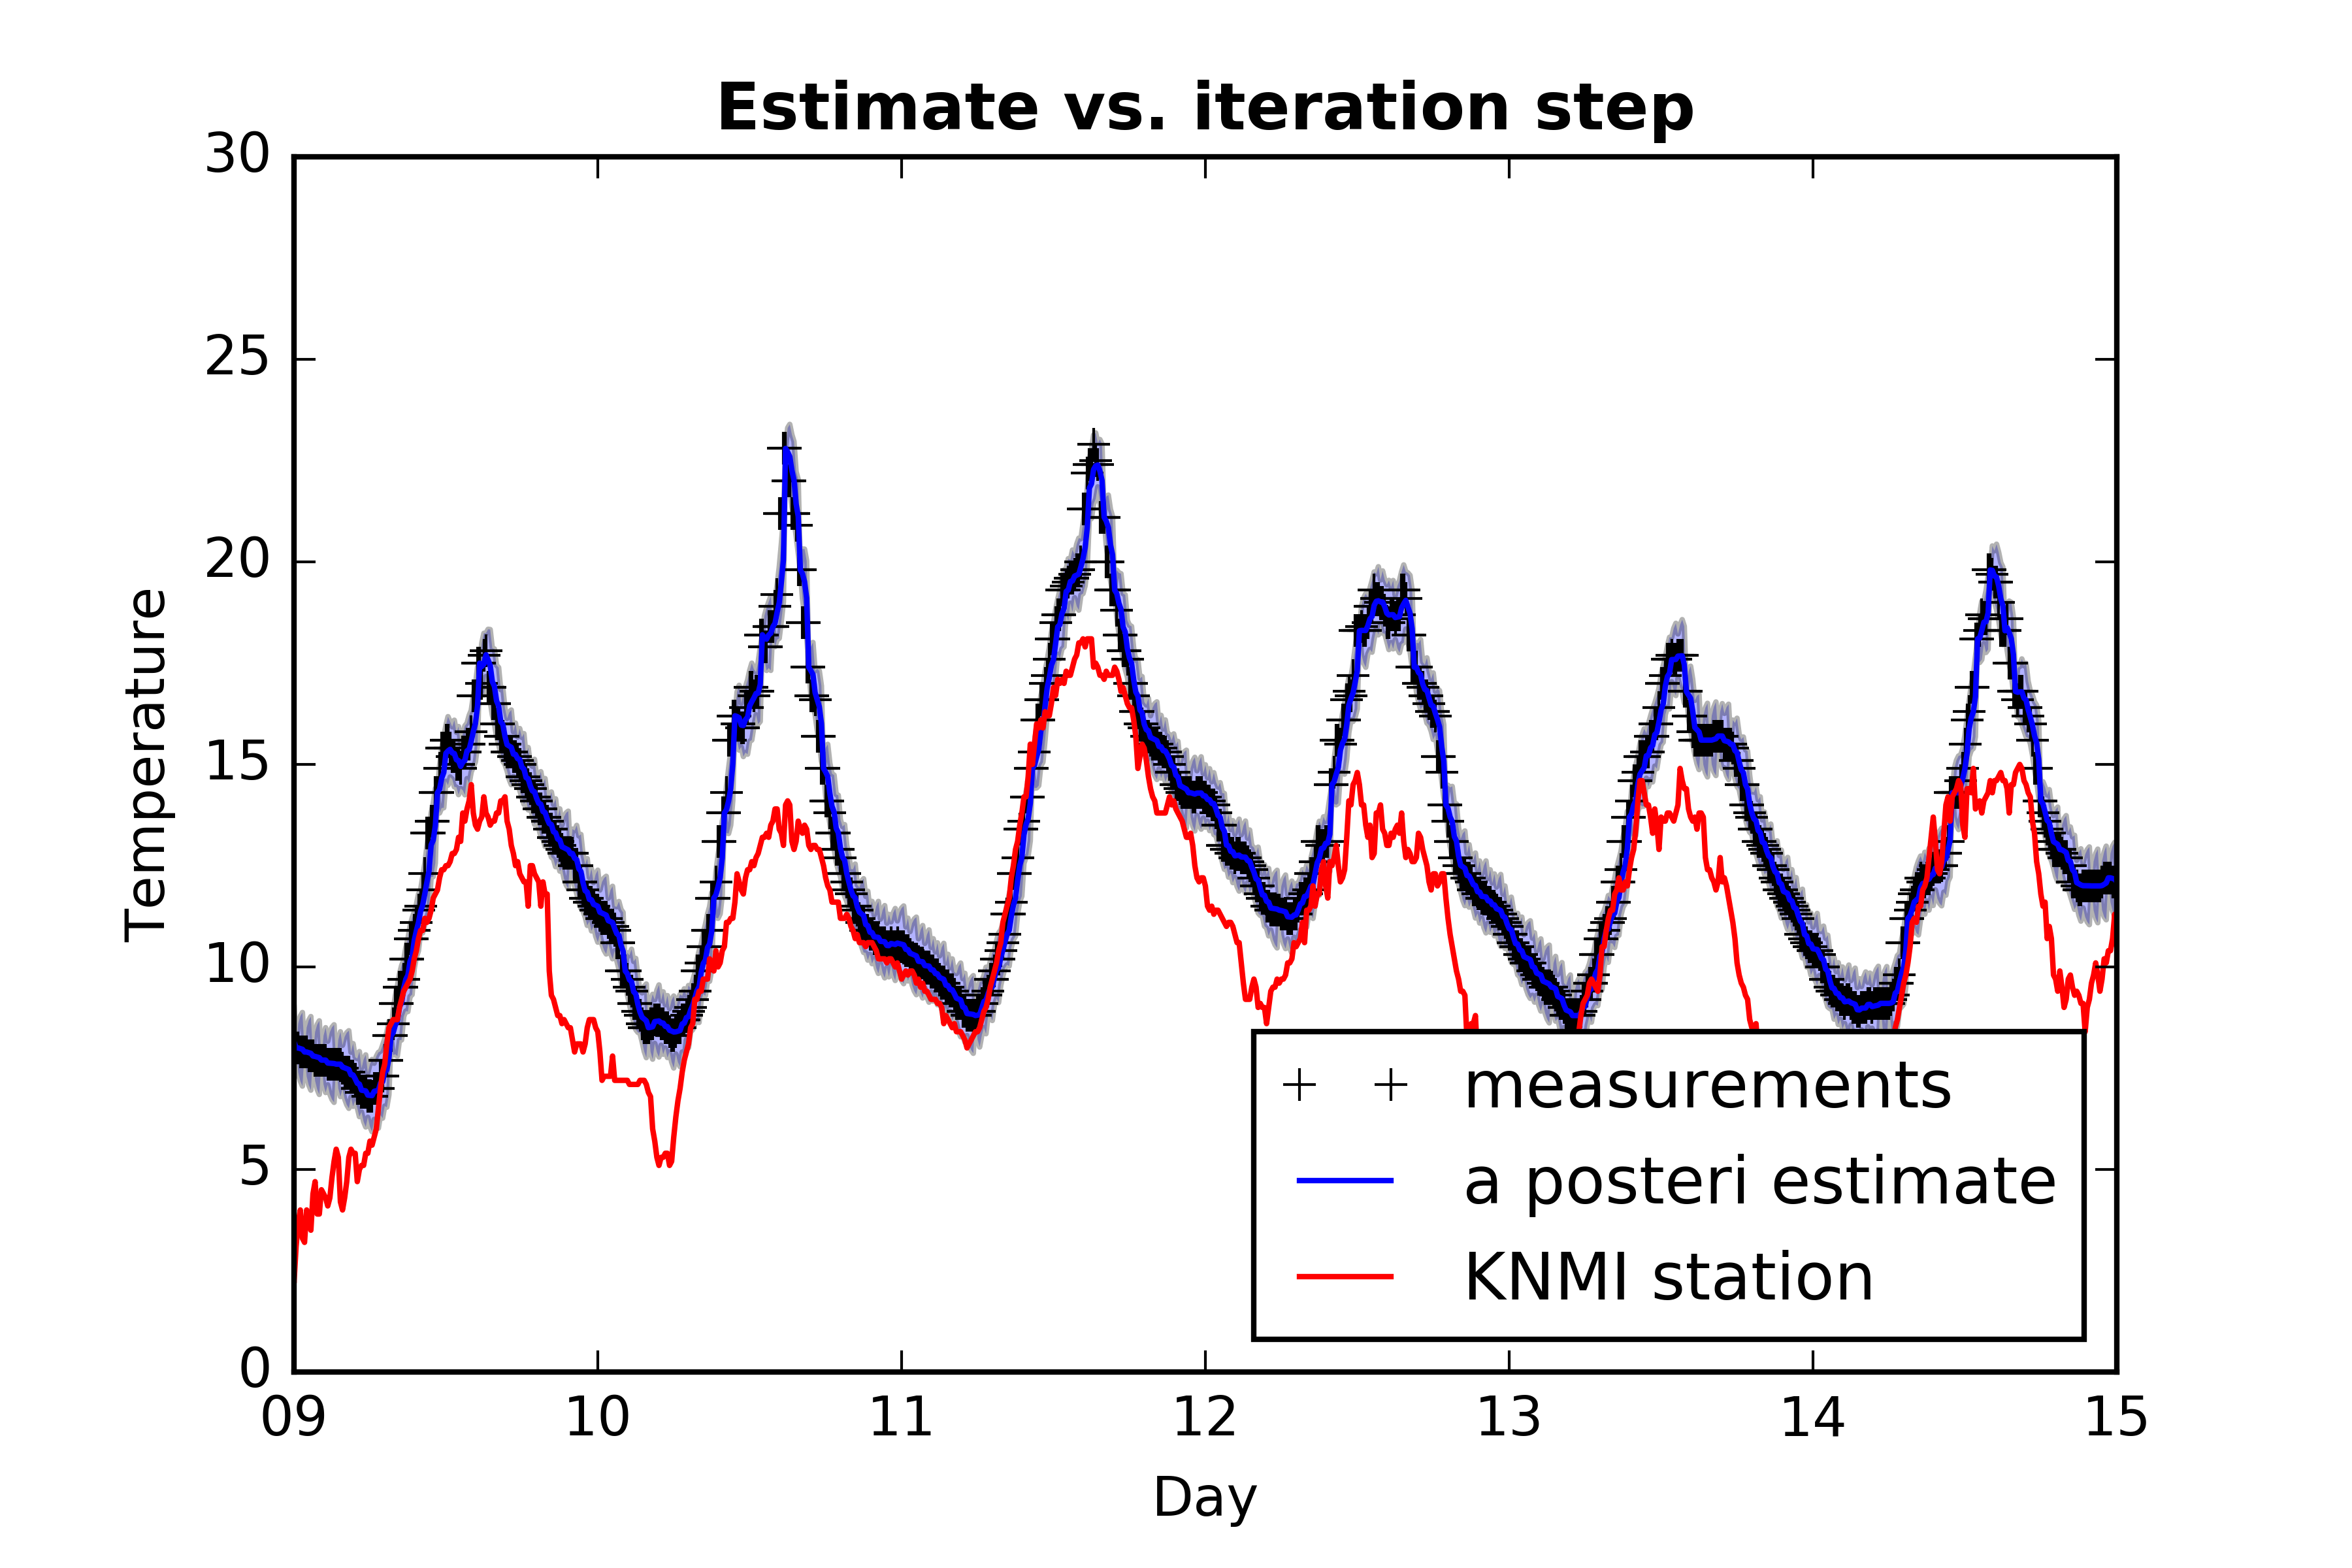 Estimate vs. iteration step
30
25
20
15
10
5
0
Temperature
09 10 11 12 13 14 15
Day
measurements
a posteri estimate
KNMI station